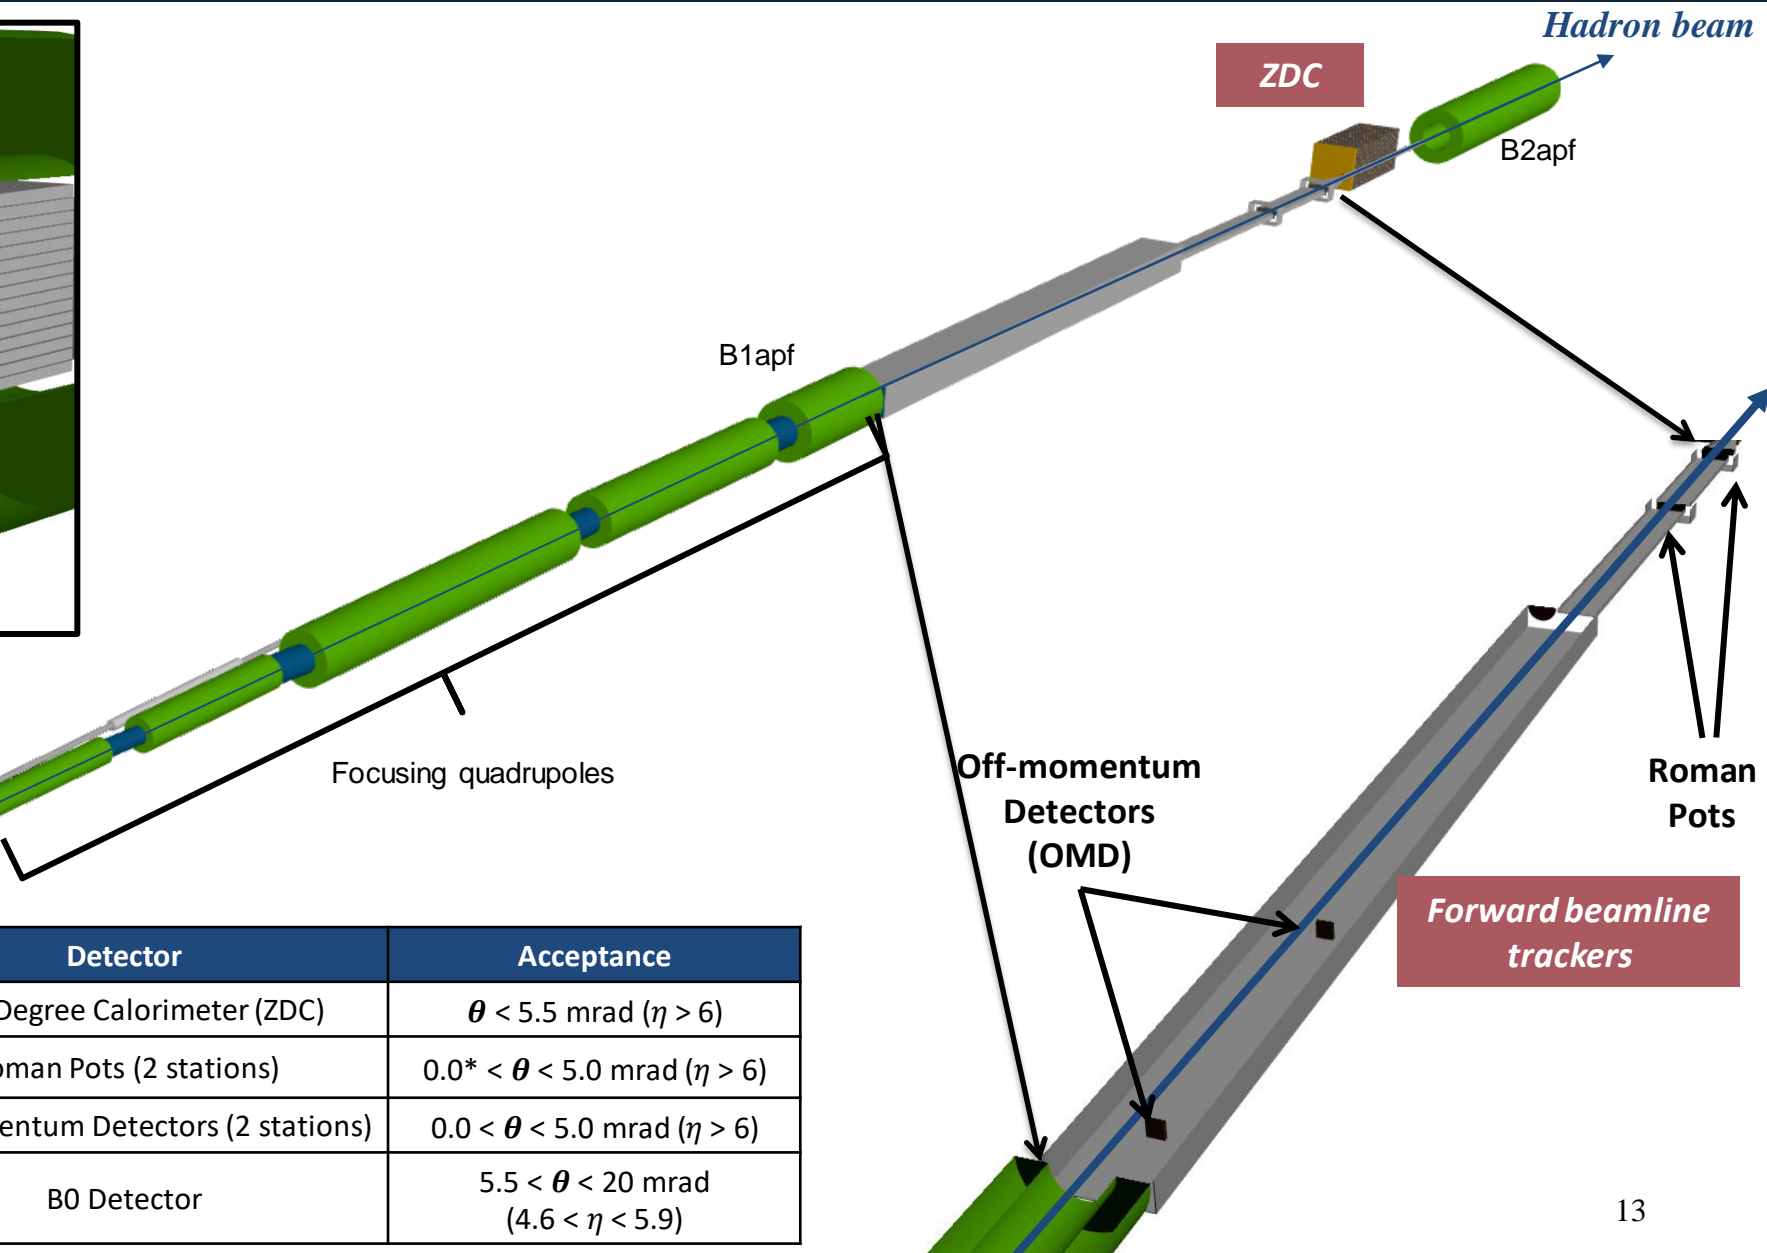 Hadron beam
ZDC
B2apf
B1apf
Focusing quadrupoles
Off-momentum
Detectors
(OMD)
Roman
Pots
Forward beamline
trackers
Detector Acceptance
Degree Calorimeter (ZDC) 𝜽 < 5.5 mrad (𝜂 > 6)
Pots (2 stations) 0.0* < 𝜽 < 5.0 mrad (𝜂 > 6)
Detectors (2 stations) 0.0 < 𝜽 < 5.0 mrad (𝜂 > 6)
B0 Detector 5.5 < 𝜽 < 20 mrad
(4.6 < 𝜂 < 5.9)
13